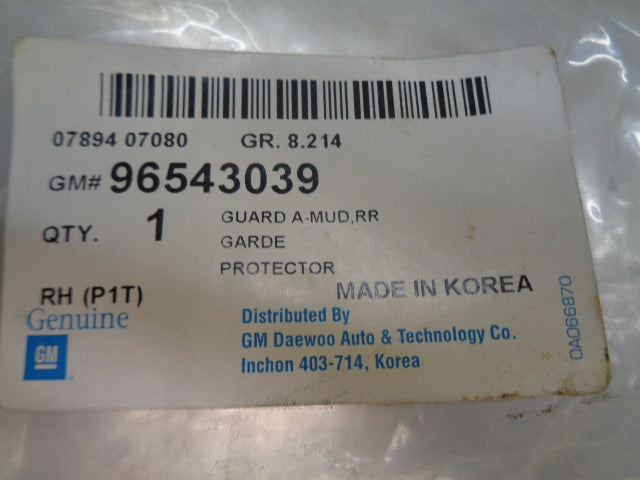 07894 07080 GR. 8.214
GM# 96543039
QTY. 1 GUARD A-MUD,RR
GARDE
PROTECTOR
RH (P1T) MADE IN KOREA
Genuine
GM
Distributed By
GM Daewoo Auto & Technology Co.
Inchon 403-714, Korea
0A066870